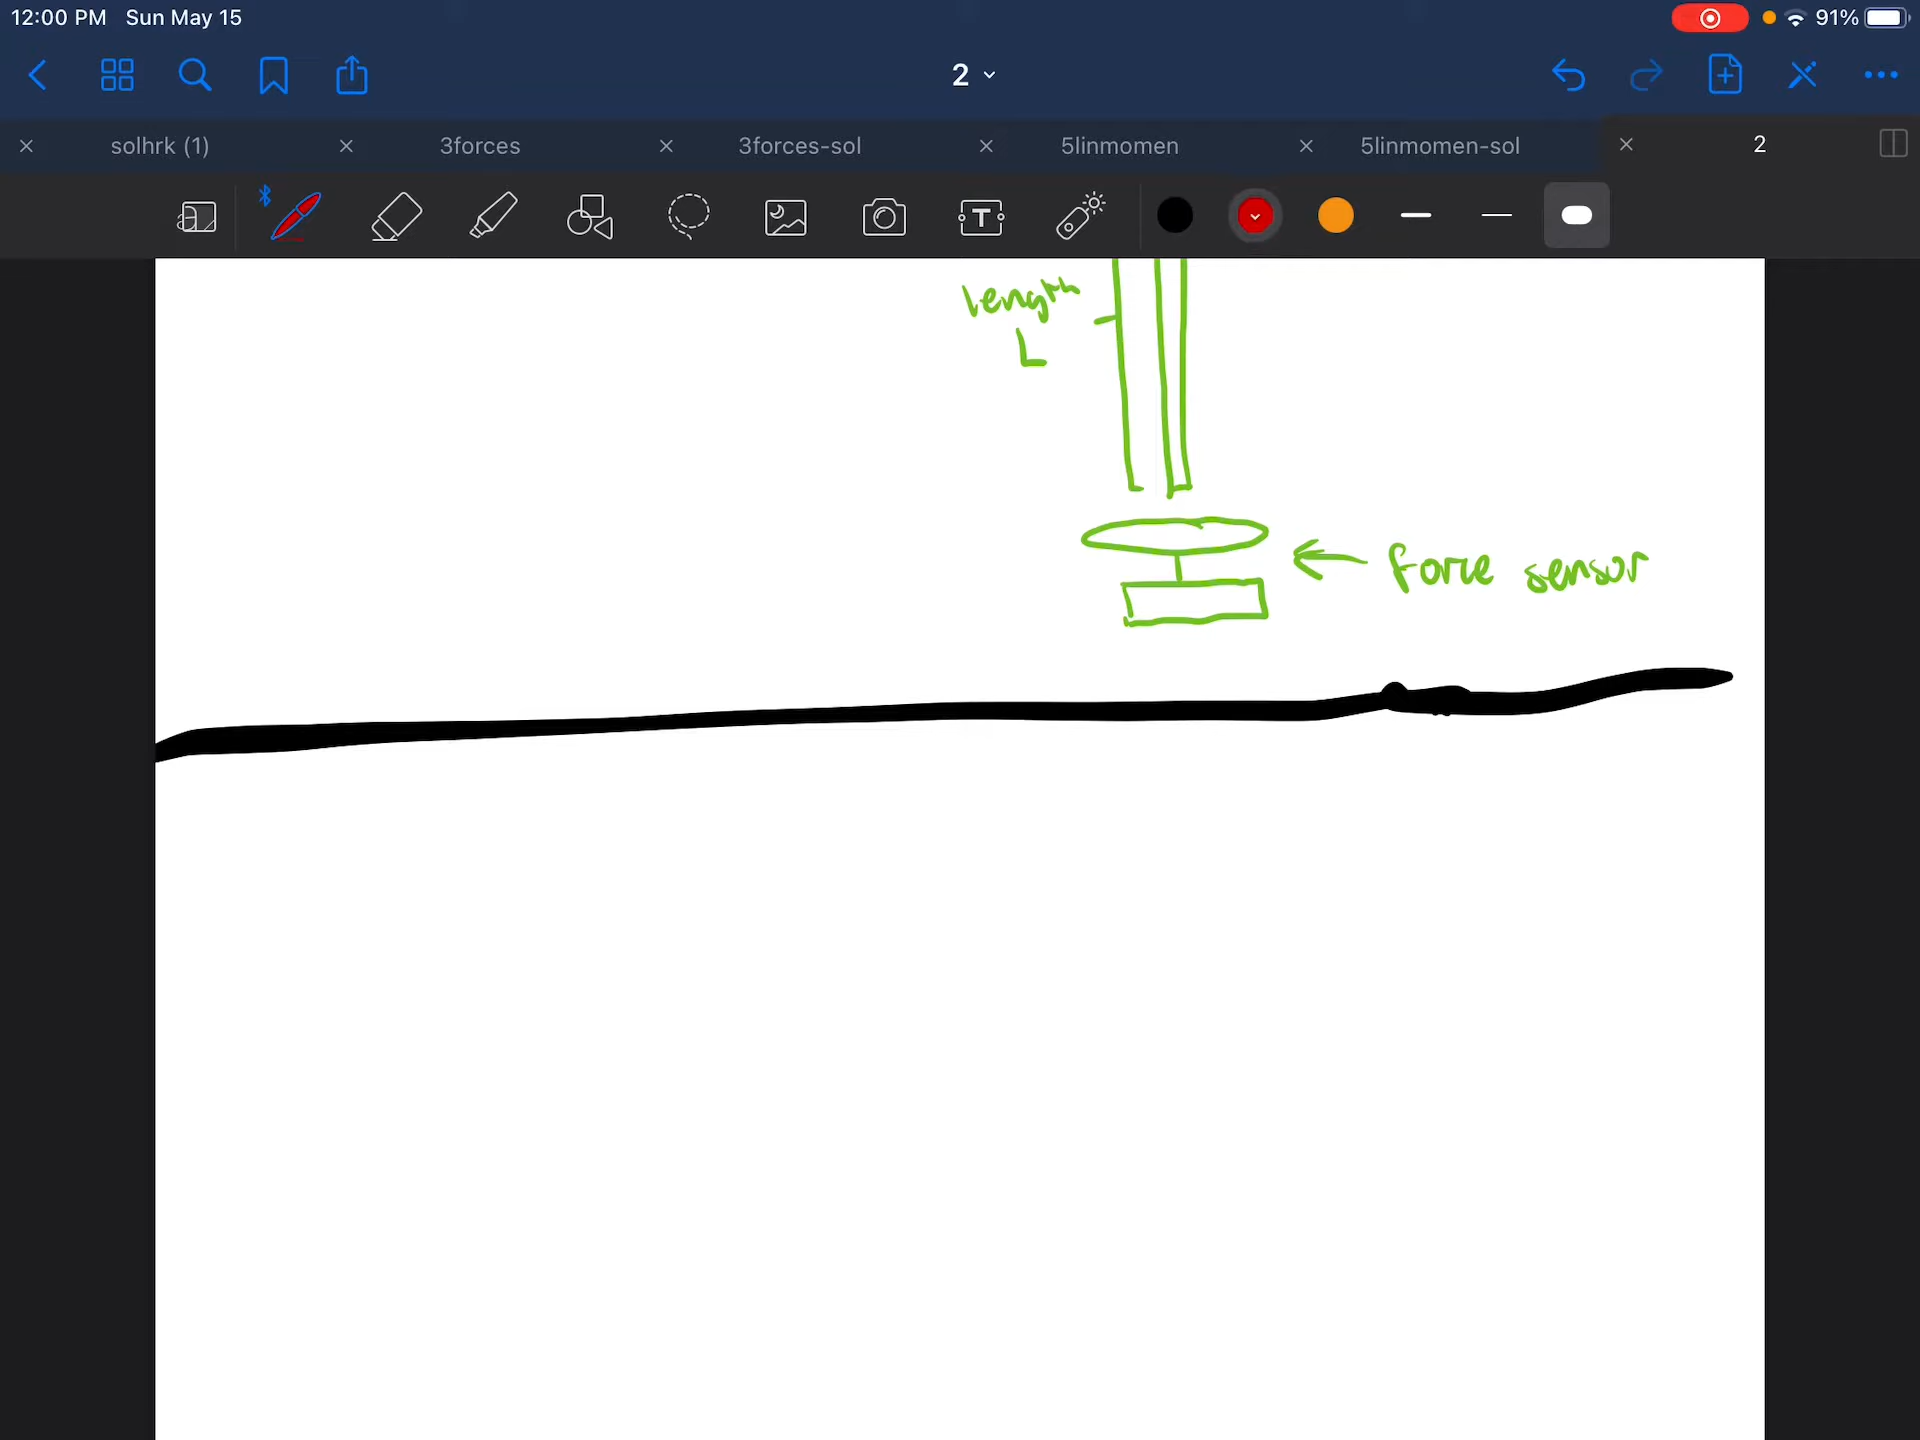 12:00 PM Sun May 15
91%
2
solhrk (1)
3forces
3forces-sol
5linmomen
5linmomen-sol
2
T
length
L
force sensor